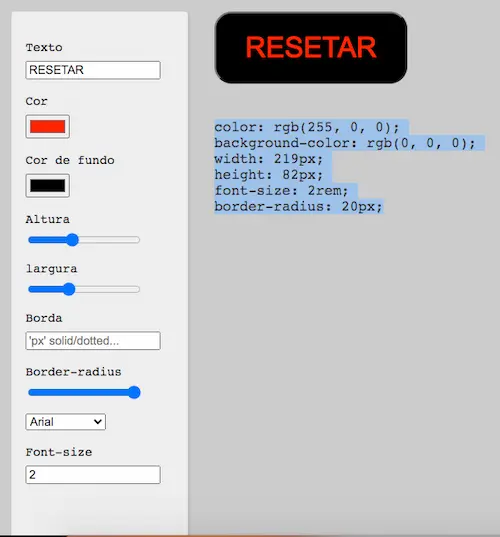 Texto
RESETAR
Cor
Cor de fundo
Altura
largura
Borda
'px' solid/dotted...
Border-radius
Arial
Font-size
2
RESETAR
color: rgb(255, 0, 0);
background-color: rgb(0, 0, 0);
width: 219px;
height: 82px;
font-size: 2rem;
border-radius: 20px;